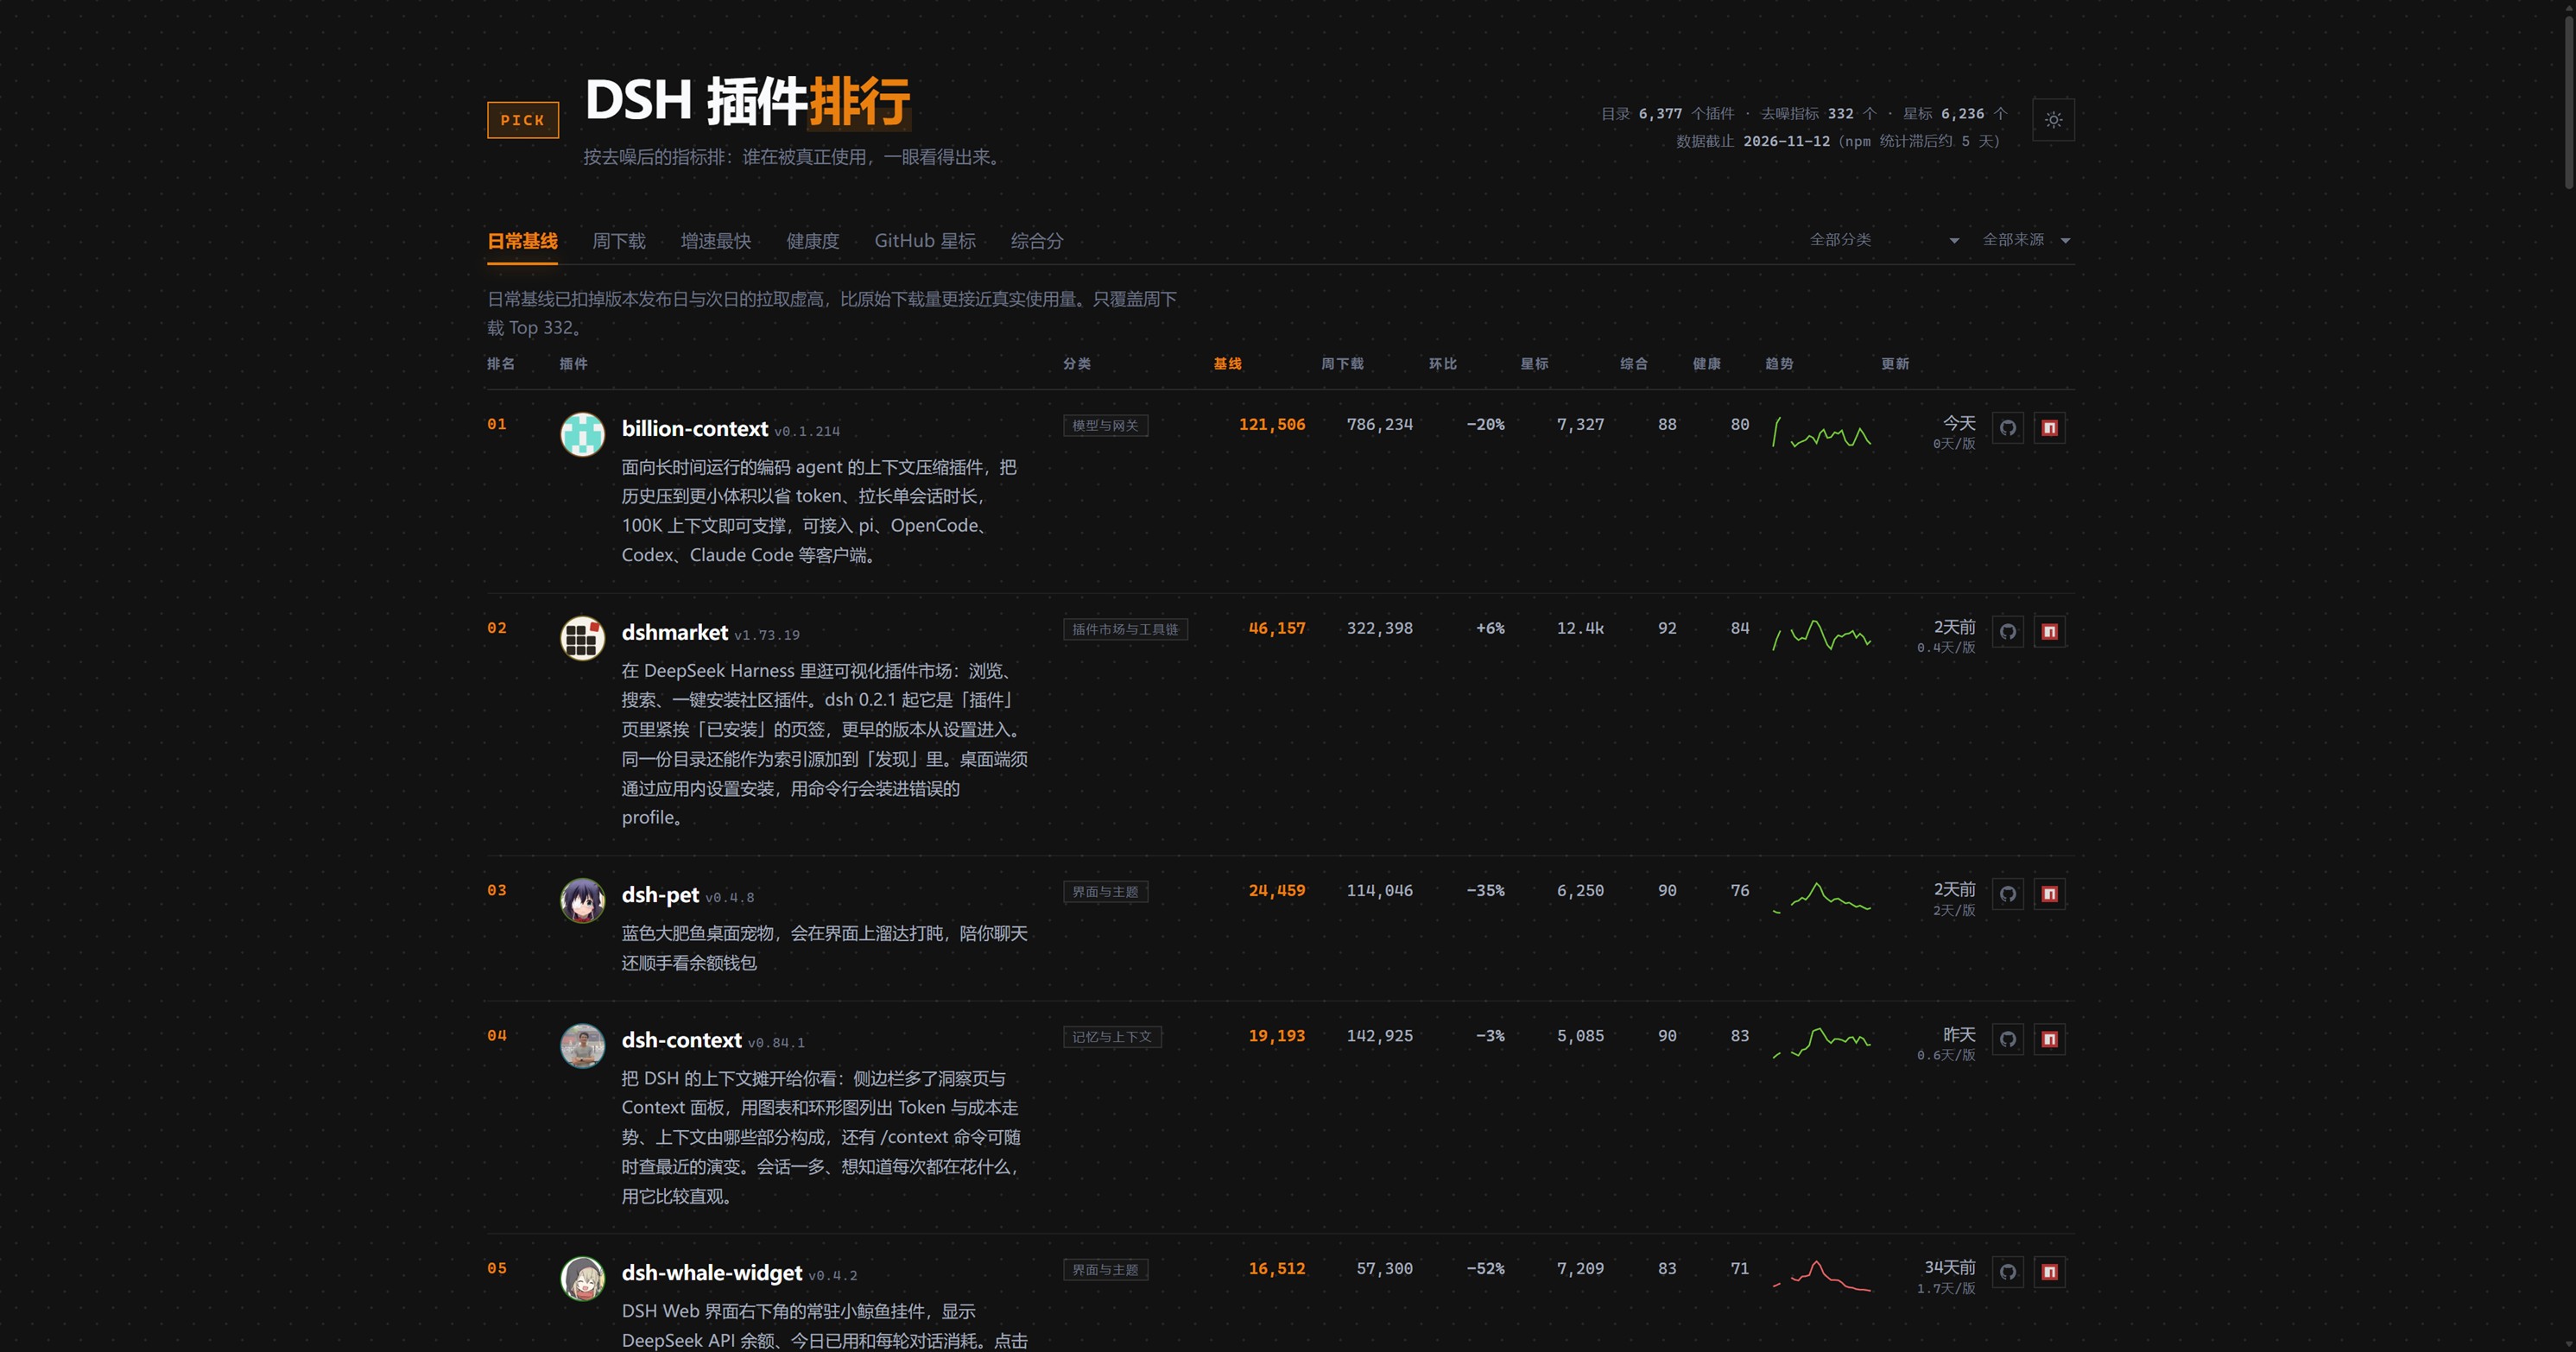 PICK
DSH 插件排行
按去噪后的指标排：谁在被真正使用，一眼看得出来。
目录 6,377 个插件 · 去噪指标 332 个 · 星标 6,236 个
数据截止 2026-11-12 (npm 统计滞后约 5 天)
日常基线 周下载 增速最快 健康度 GitHub 星标 综合分 全部分类 全部来源
日常基线已扣掉版本发布日与次日的拉取虚高，比原始下载量更接近真实使用量。只覆盖周下
载 Top 332。
排名 插件 分类 基线 周下载 环比 星标 综合 健康 趋势 更新
01 billion-context v0.1.214 模型与网关 121,506 786,234 −20% 7,327 88 80 今天
0天/版
面向长时间运行的编码 agent 的上下文压缩插件，把
历史压到更小体积以省 token、拉长单会话时长，
100K 上下文即可支撑，可接入 pi、OpenCode、
Codex、Claude Code 等客户端。
02 dshmarket v1.73.19 插件市场与工具链 46,157 322,398 +6% 12.4k 92 84 2天前
0.4天/版
在 DeepSeek Harness 里逛可视化插件市场：浏览、
搜索、一键安装社区插件。dsh 0.2.1 起它是「插件」
页里紧挨「已安装」的页签，更早的版本从设置进入。
同一份目录还能作为索引源加到「发现」里。桌面端须
通过应用内设置安装，用命令行会装进错误的
profile。
03 dsh-pet v0.4.8 界面与主题 24,459 114,046 −35% 6,250 90 76 2天前
2天/版
蓝色大肥鱼桌面宠物，会在界面上溜达打盹，陪你聊天
还顺手看余额钱包
04 dsh-context v0.84.1 记忆与上下文 19,193 142,925 −3% 5,085 90 83 昨天
0.6天/版
把 DSH 的上下文摊开给你看：侧边栏多了洞察页与
Context 面板，用图表和环形图列出 Token 与成本走
势、上下文由哪些部分构成，还有 /context 命令可随
时查最近的演变。会话一多、想知道每次都在花什么，
用它比较直观。
05 dsh-whale-widget v0.4.2 界面与主题 16,512 57,300 −52% 7,209 83 71 34天前
1.7天/版
DSH Web 界面右下角的常驻小鲸鱼挂件，显示
DeepSeek API 余额、今日已用和每轮对话消耗。点击